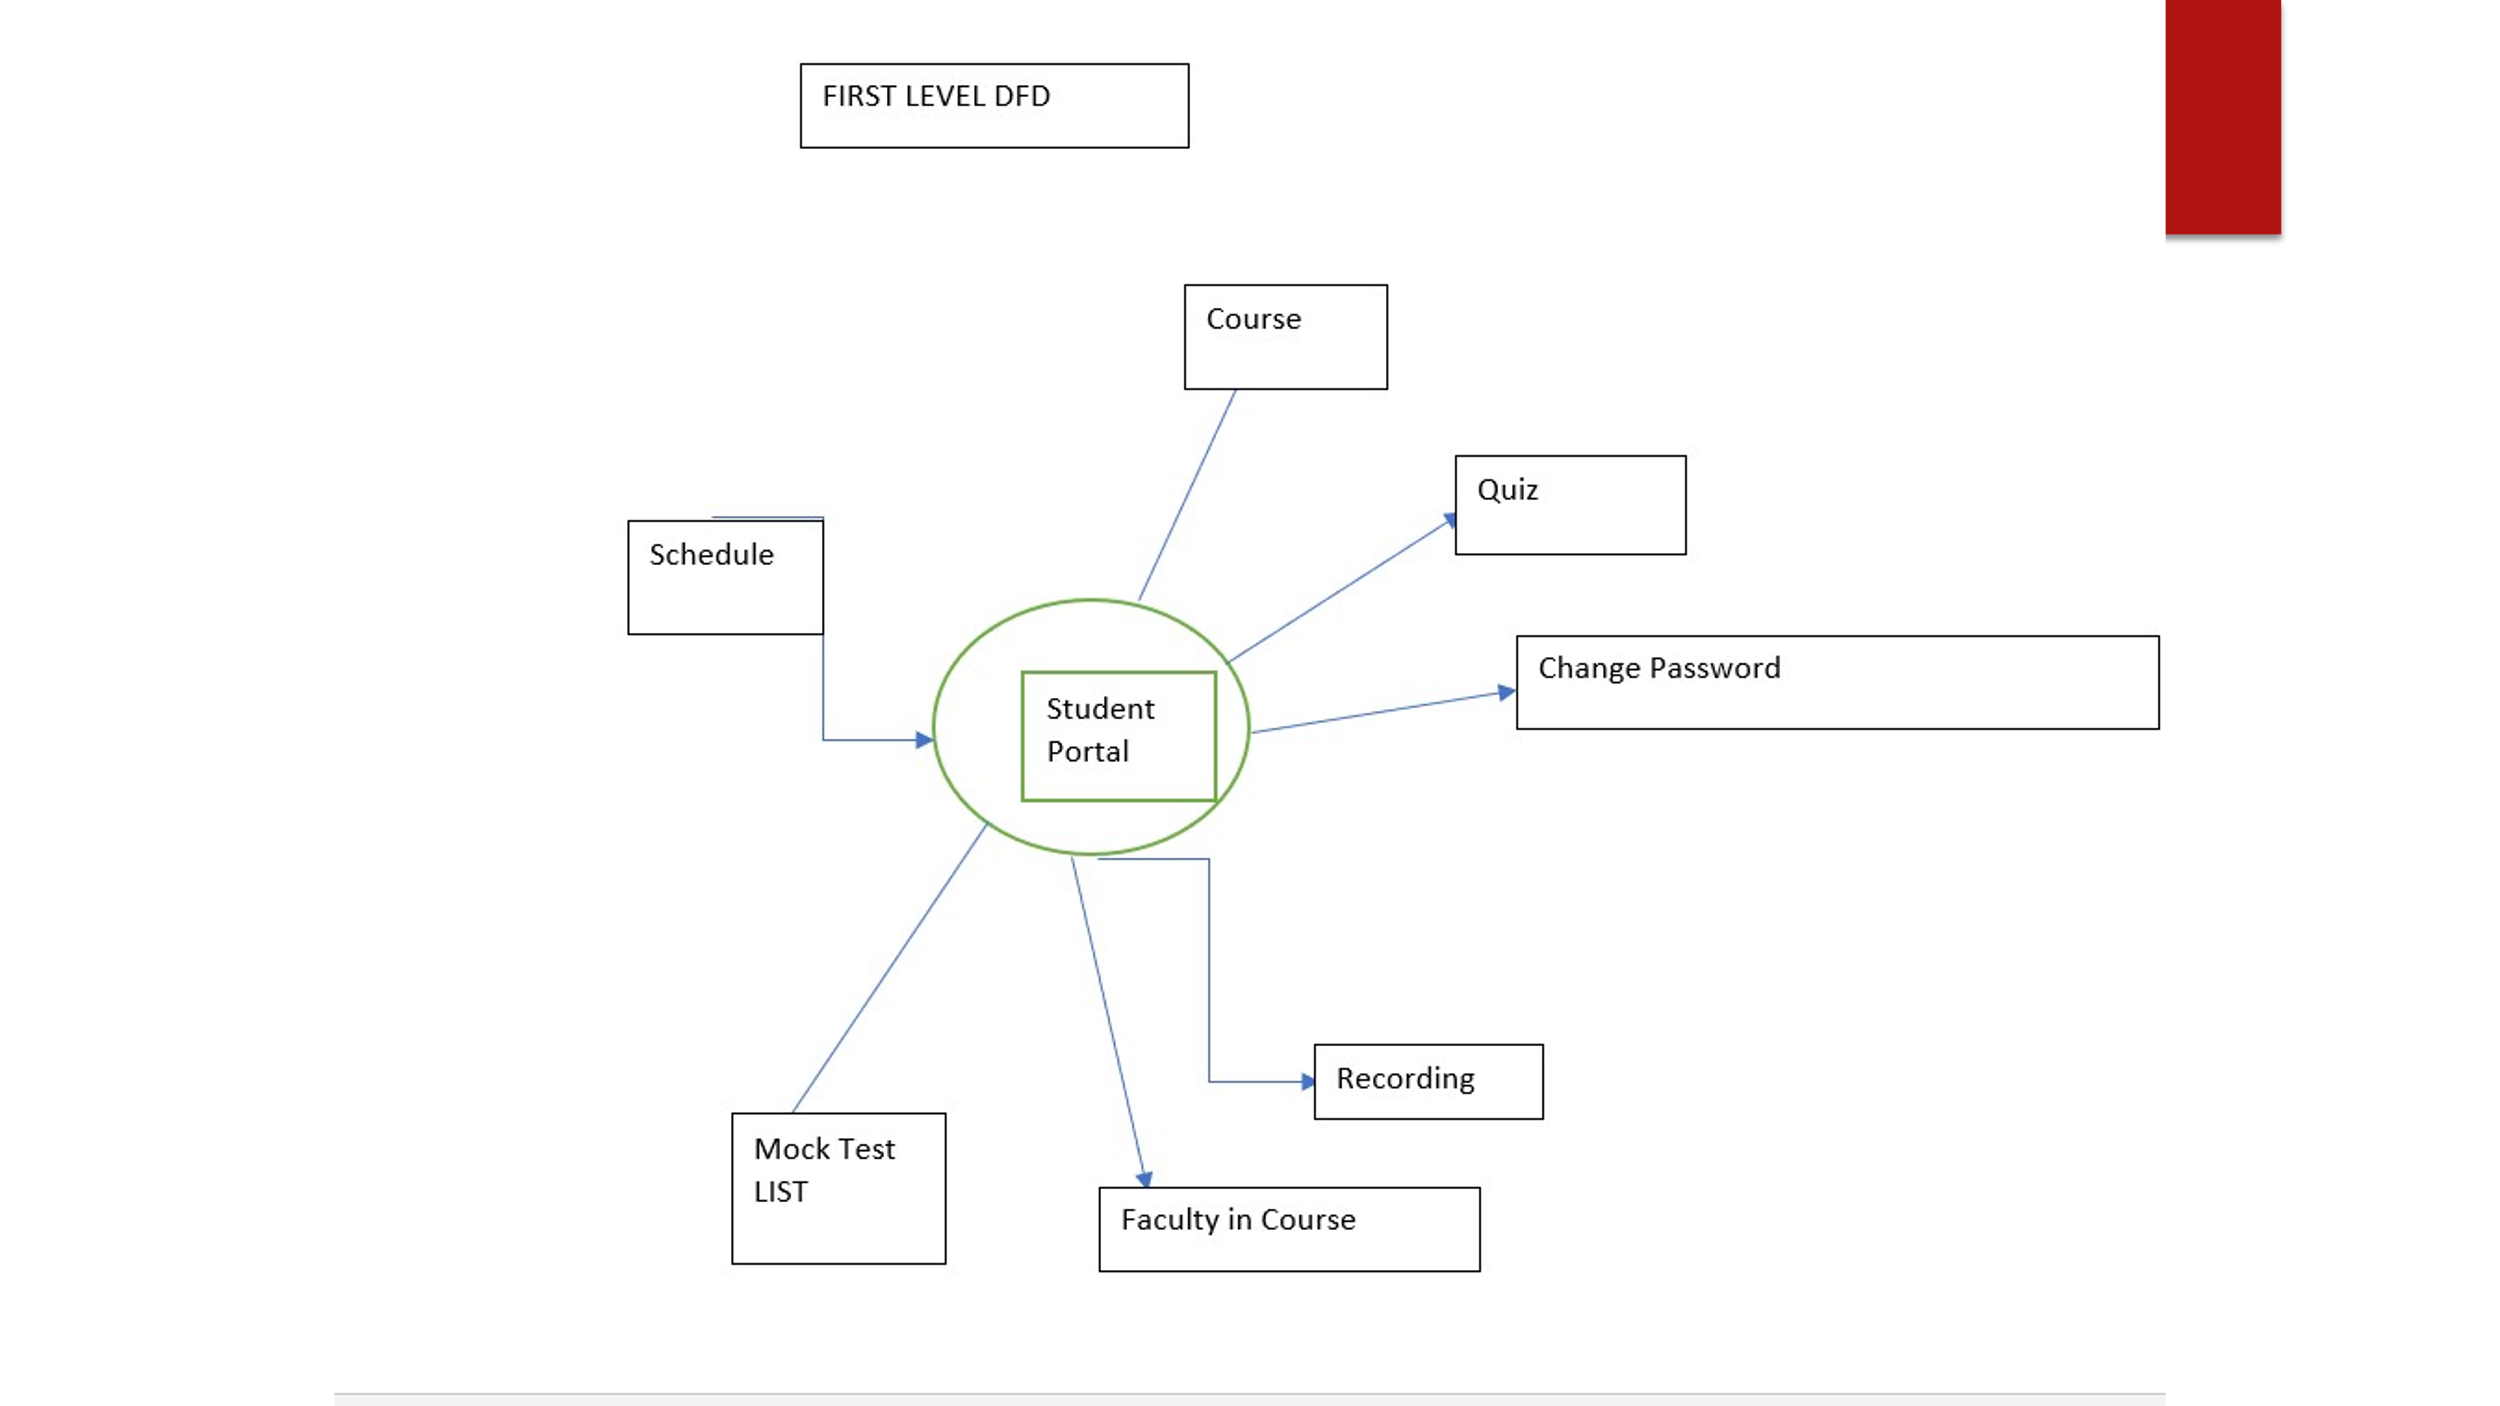 FIRST LEVEL DFD
Course
Quiz
Schedule
Change Password
Student
Portal
Recording
Mock Test
LIST
Faculty in Course